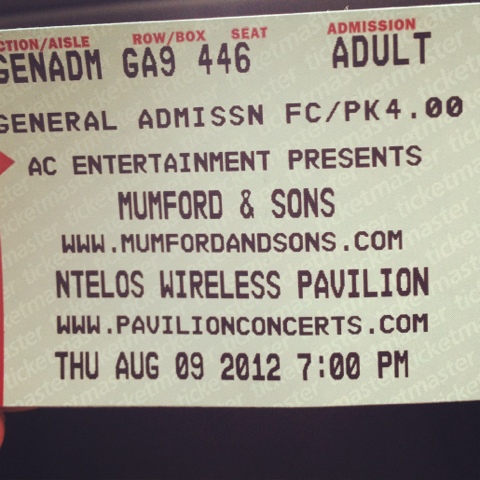 CTION/AISLE ROW/BOX SEAT ADMISSION
GENADM GA9 446 ADULT
GENERAL ADMISSN FC/PK4.00
AC ENTERTAINMENT PRESENTS
MUMFORD & SONS
WWW.MUMFORDANDSONS.COM
NTELOS WIRELESS PAVILION
WWW.PAVILIONCONCERTS.COM
THU AUG 09 2012 7:00 PM